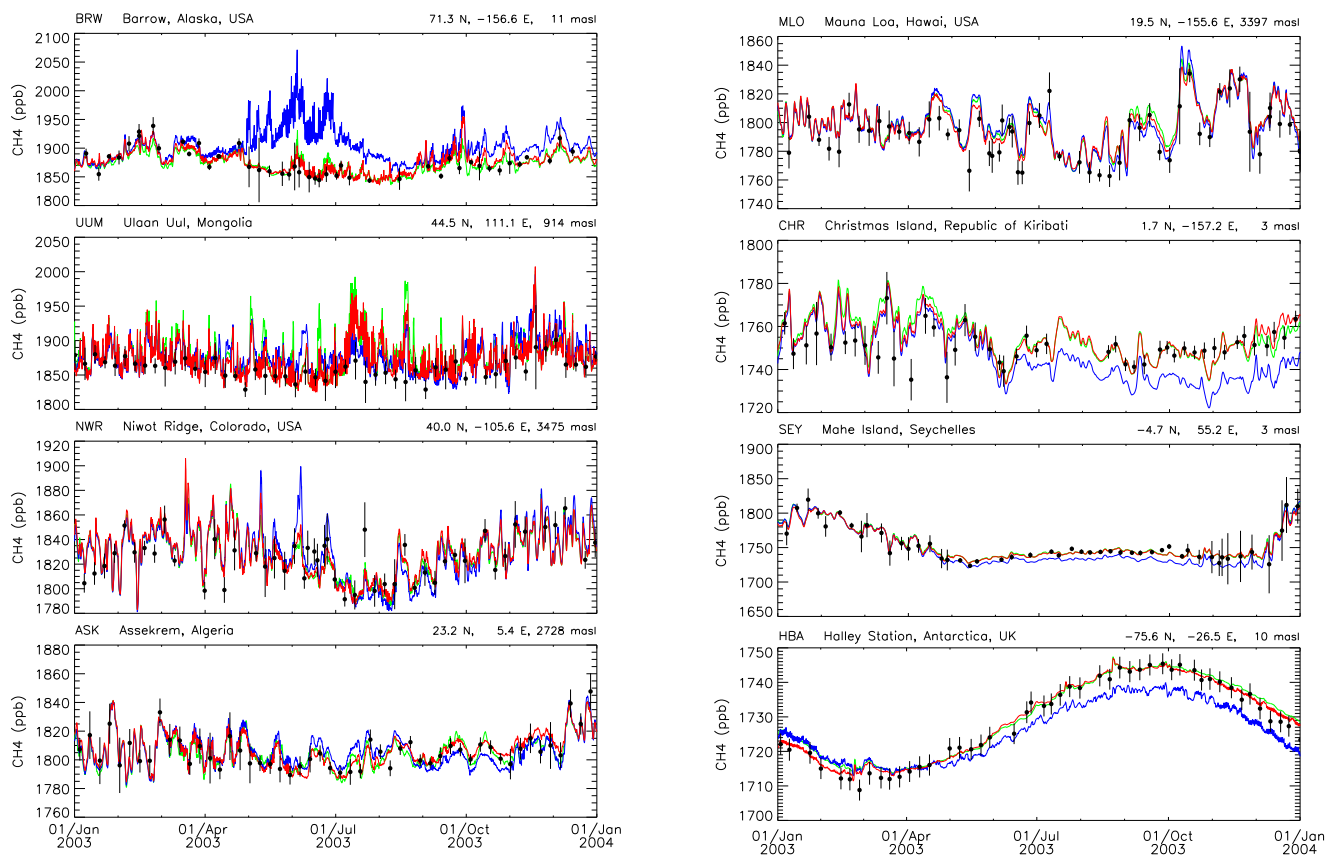 BRW Barrow, Alaska, USA 71.3 N, -156.6 E, 11 masl
CH4 (ppb)
2100
2050
2000
1950
1900
1850
1800
UUM Ulaan Uul, Mongolia 44.5 N, 111.1 E, 914 masl
CH4 (ppb)
2050
2000
1950
1900
1850
1800
NWR Niwot Ridge, Colorado, USA 40.0 N, -105.6 E, 3475 masl
CH4 (ppb)
1920
1900
1880
1860
1840
1820
1800
1780
ASK Assekrem, Algeria 23.2 N, 5.4 E, 2728 masl
CH4 (ppb)
1880
1860
1840
1820
1800
1780
1760
01/Jan 01/Apr 01/Jul 01/Oct 01/Jan
2003 2003 2003 2003 2004
MLO Mauna Loa, Hawai, USA 19.5 N, -155.6 E, 3397 masl
CH4 (ppb)
1860
1840
1820
1800
1780
1760
1740
CHR Christmas Island, Republic of Kiribati 1.7 N, -157.2 E, 3 masl
CH4 (ppb)
1800
1780
1760
1740
1720
SEY Mahe Island, Seychelles -4.7 N, 55.2 E, 3 masl
CH4 (ppb)
1900
1850
1800
1750
1700
1650
HBA Halley Station, Antarctica, UK -75.6 N, -26.5 E, 10 masl
CH4 (ppb)
1750
1740
1730
1720
1710
1700
01/Jan 01/Apr 01/Jul 01/Oct 01/Jan
2003 2003 2003 2003 2004